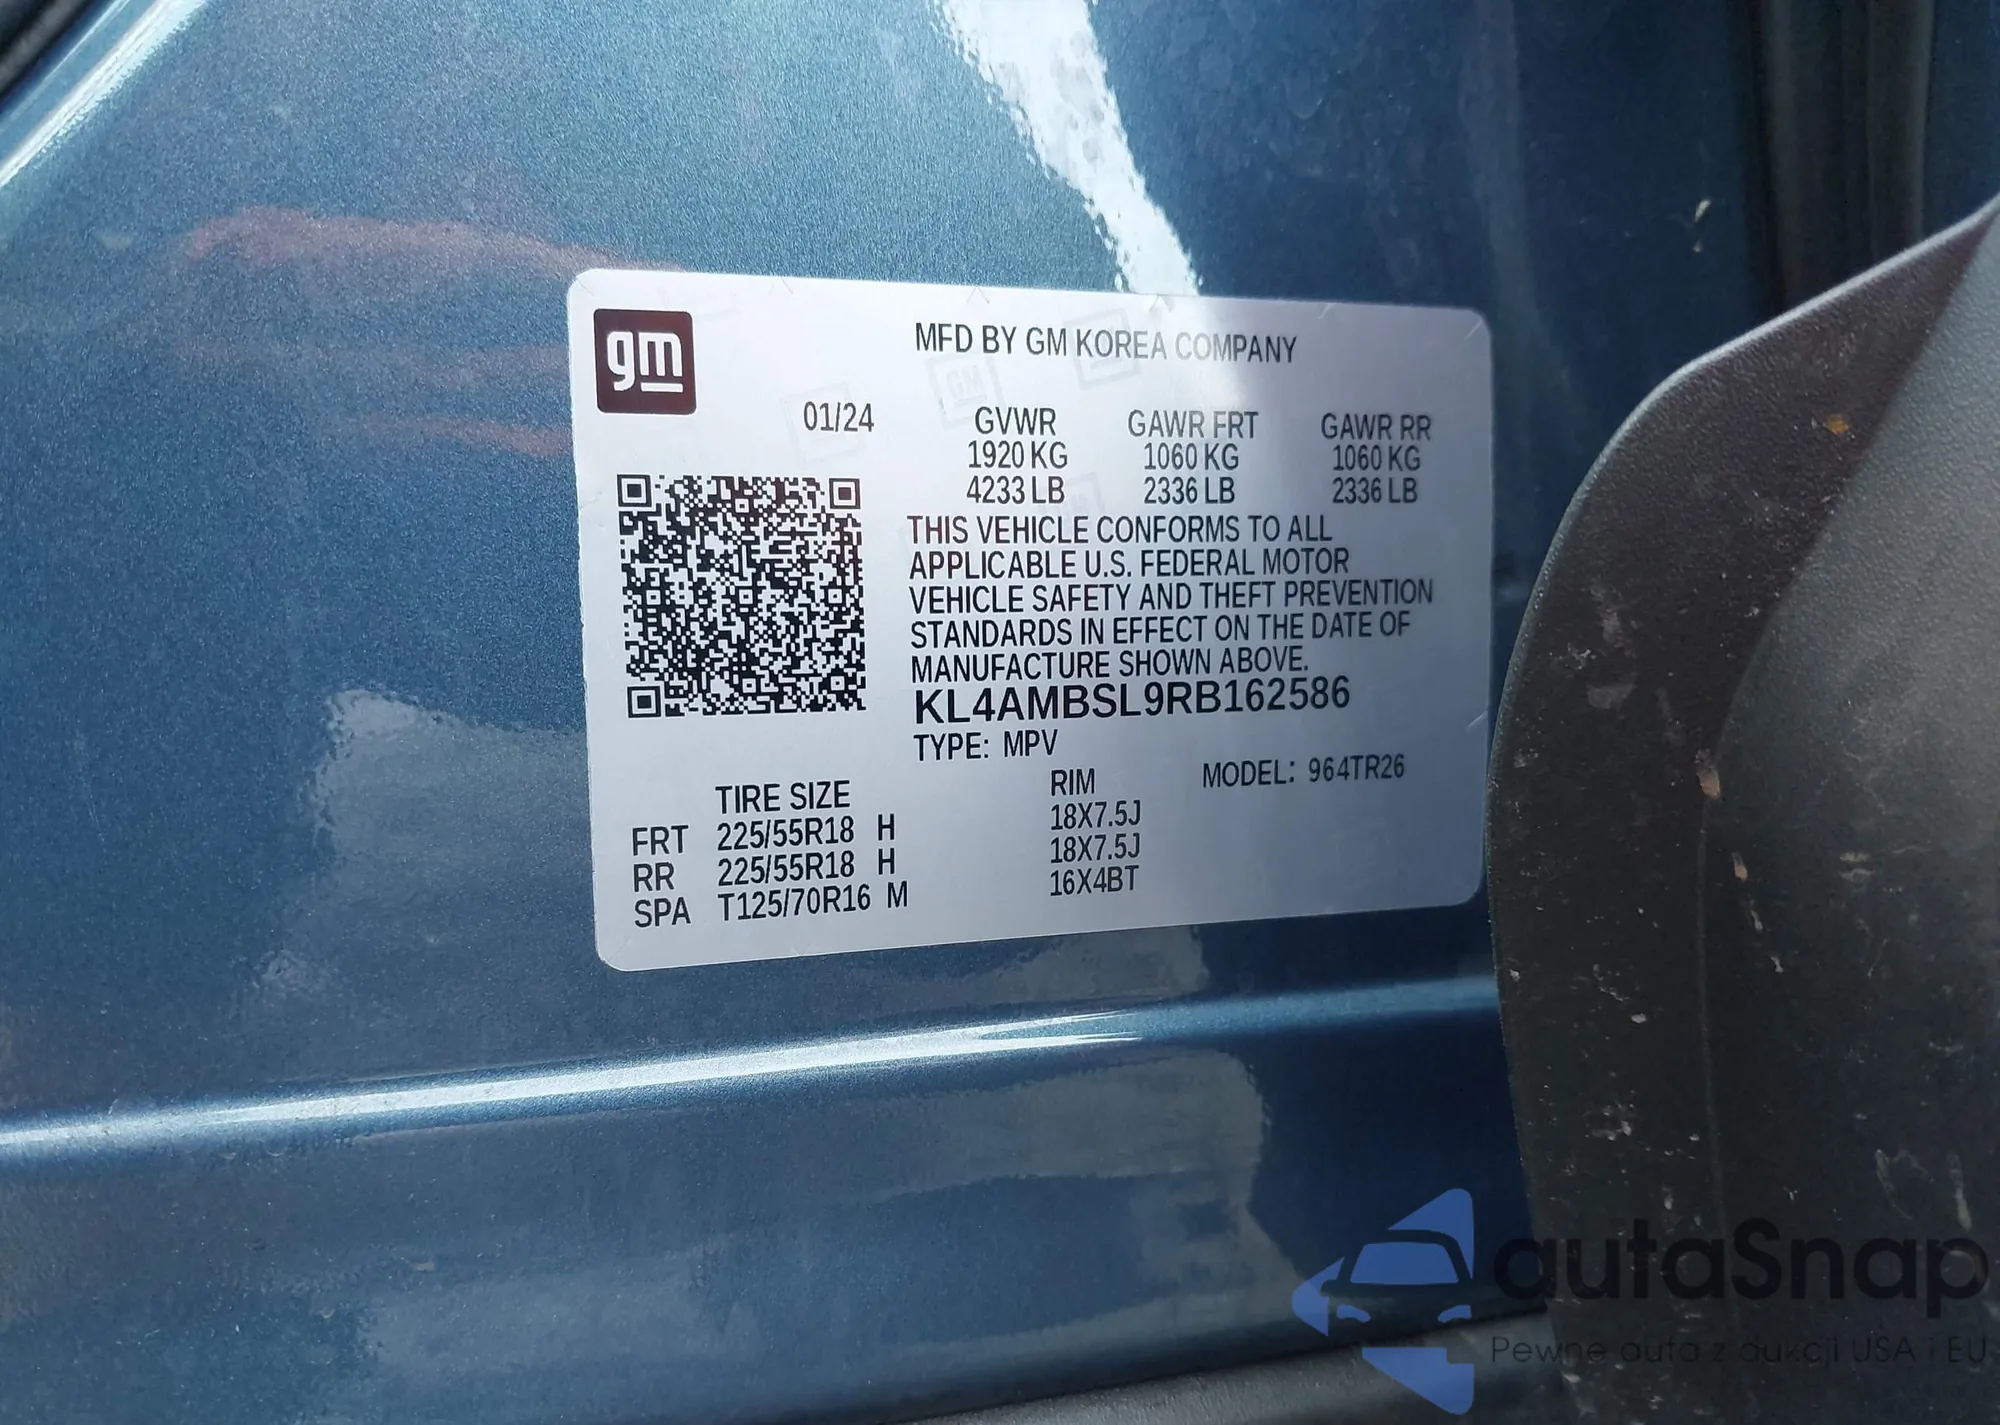 gm
MFD BY GM KOREA COMPANY
01/24 GVWR GAWR FRT GAWR RR
1920 KG 1060 KG 1060 KG
4233 LB 2336 LB 2336 LB
THIS VEHICLE CONFORMS TO ALL
APPLICABLE U.S. FEDERAL MOTOR
VEHICLE SAFETY AND THEFT PREVENTION
STANDARDS IN EFFECT ON THE DATE OF
MANUFACTURE SHOWN ABOVE.
KL4AMBSL9RB162586
TYPE: MPV
MODEL: 964TR26
TIRE SIZE RIM
FRT 225/55R18 H 18X7.5J
RR 225/55R18 H 18X7.5J
SPA T125/70R16 M 16X4BT
autaSnap
Pewne auta z aukcji USA i EU